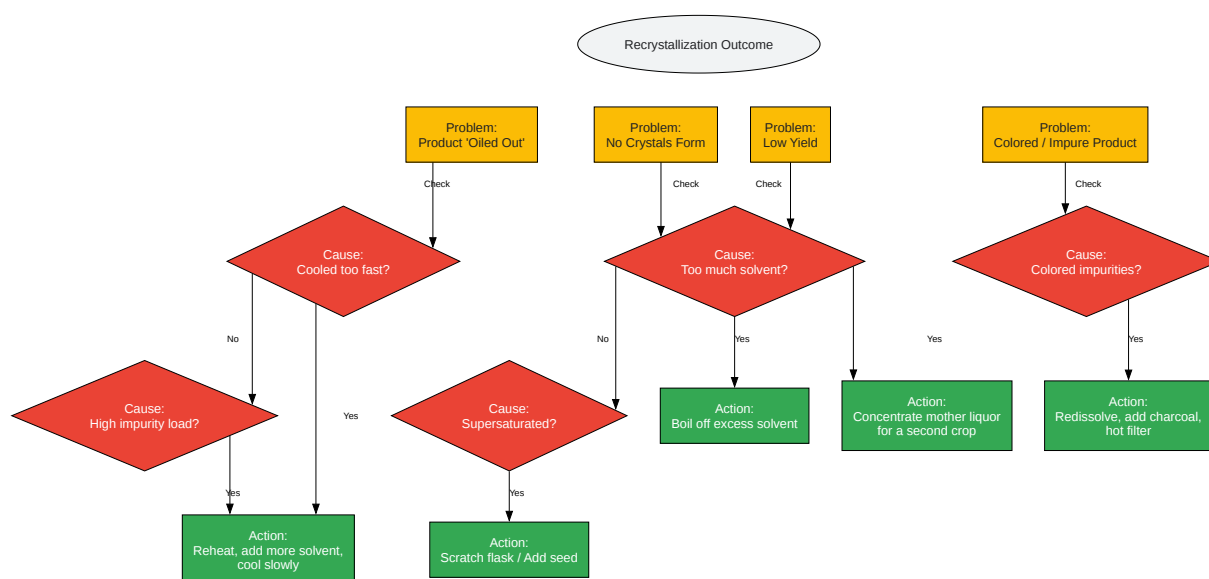 Recrystallization Outcome
Problem:
Product 'Oiled Out'
Problem:
No Crystals Form
Problem:
Low Yield
Problem:
Colored / Impure Product
Check
Check
Check
Check
Cause:
Cooled too fast?
Cause:
Too much solvent?
Cause:
Colored impurities?
No
Yes
No
Yes
Yes
Yes
Cause:
High impurity load?
Cause:
Supersaturated?
Action:
Boil off excess solvent
Action:
Concentrate mother liquor
for a second crop
Action:
Redissolve, add charcoal,
hot filter
Yes
Yes
Action:
Reheat, add more solvent,
cool slowly
Action:
Scratch flask / Add seed